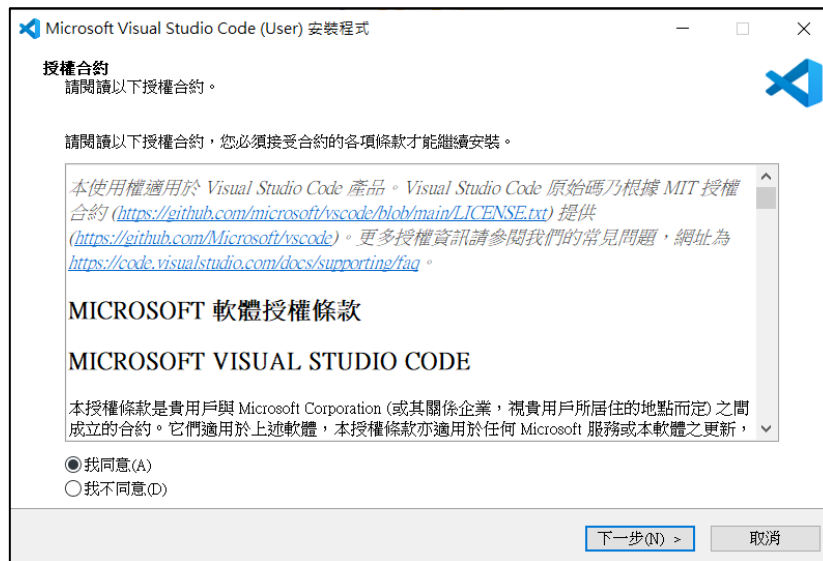 Microsoft Visual Studio Code (User) 安裝程式
授權合約
請閱讀以下授權合約。
請閱讀以下授權合約，您必須接受合約的各項條款才能繼續安裝。
本使用權適用於 Visual Studio Code 產品。Visual Studio Code 原始碼乃根據 MIT 授權
合約 (https://github.com/microsoft/vscode/blob/main/LICENSE.txt) 提供
(https://github.com/Microsoft/vscode)。更多授權資訊請參閱我們的常見問題，網址為
https://code.visualstudio.com/docs/supporting/faq。
MICROSOFT 軟體授權條款
MICROSOFT VISUAL STUDIO CODE
本授權條款是貴用戶與 Microsoft Corporation (或其關係企業，視貴用戶所居住的地點而定) 之間
成立的合約。它們適用於上述軟體，本授權條款亦適用於任何 Microsoft 服務或本軟體之更新，
我同意(A)
我不同意(D)
下一步(N) >
取消